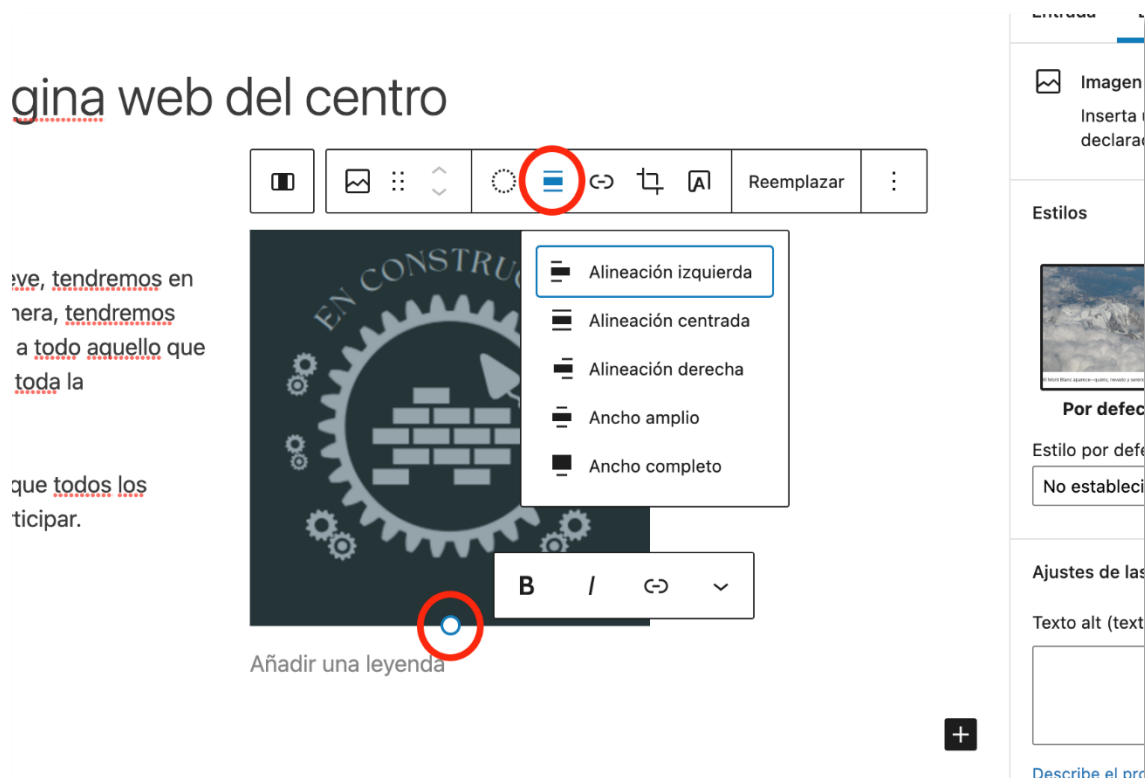 Entrada
gina web del centro
Imagen
Inserta
declara
Reemplazar
Estilos
EN CONSTRUC
eve, tendremos en
nera, tendremos
a todo aquello que
toda la
Alineación izquierda
Alineación centrada
Alineación derecha
Ancho amplio
Ancho completo
Por defec
Estilo por defe
No estableci
que todos los
ticipar.
B I
Ajustes de las
Texto alt (text
Añadir una leyenda
Describe el pro